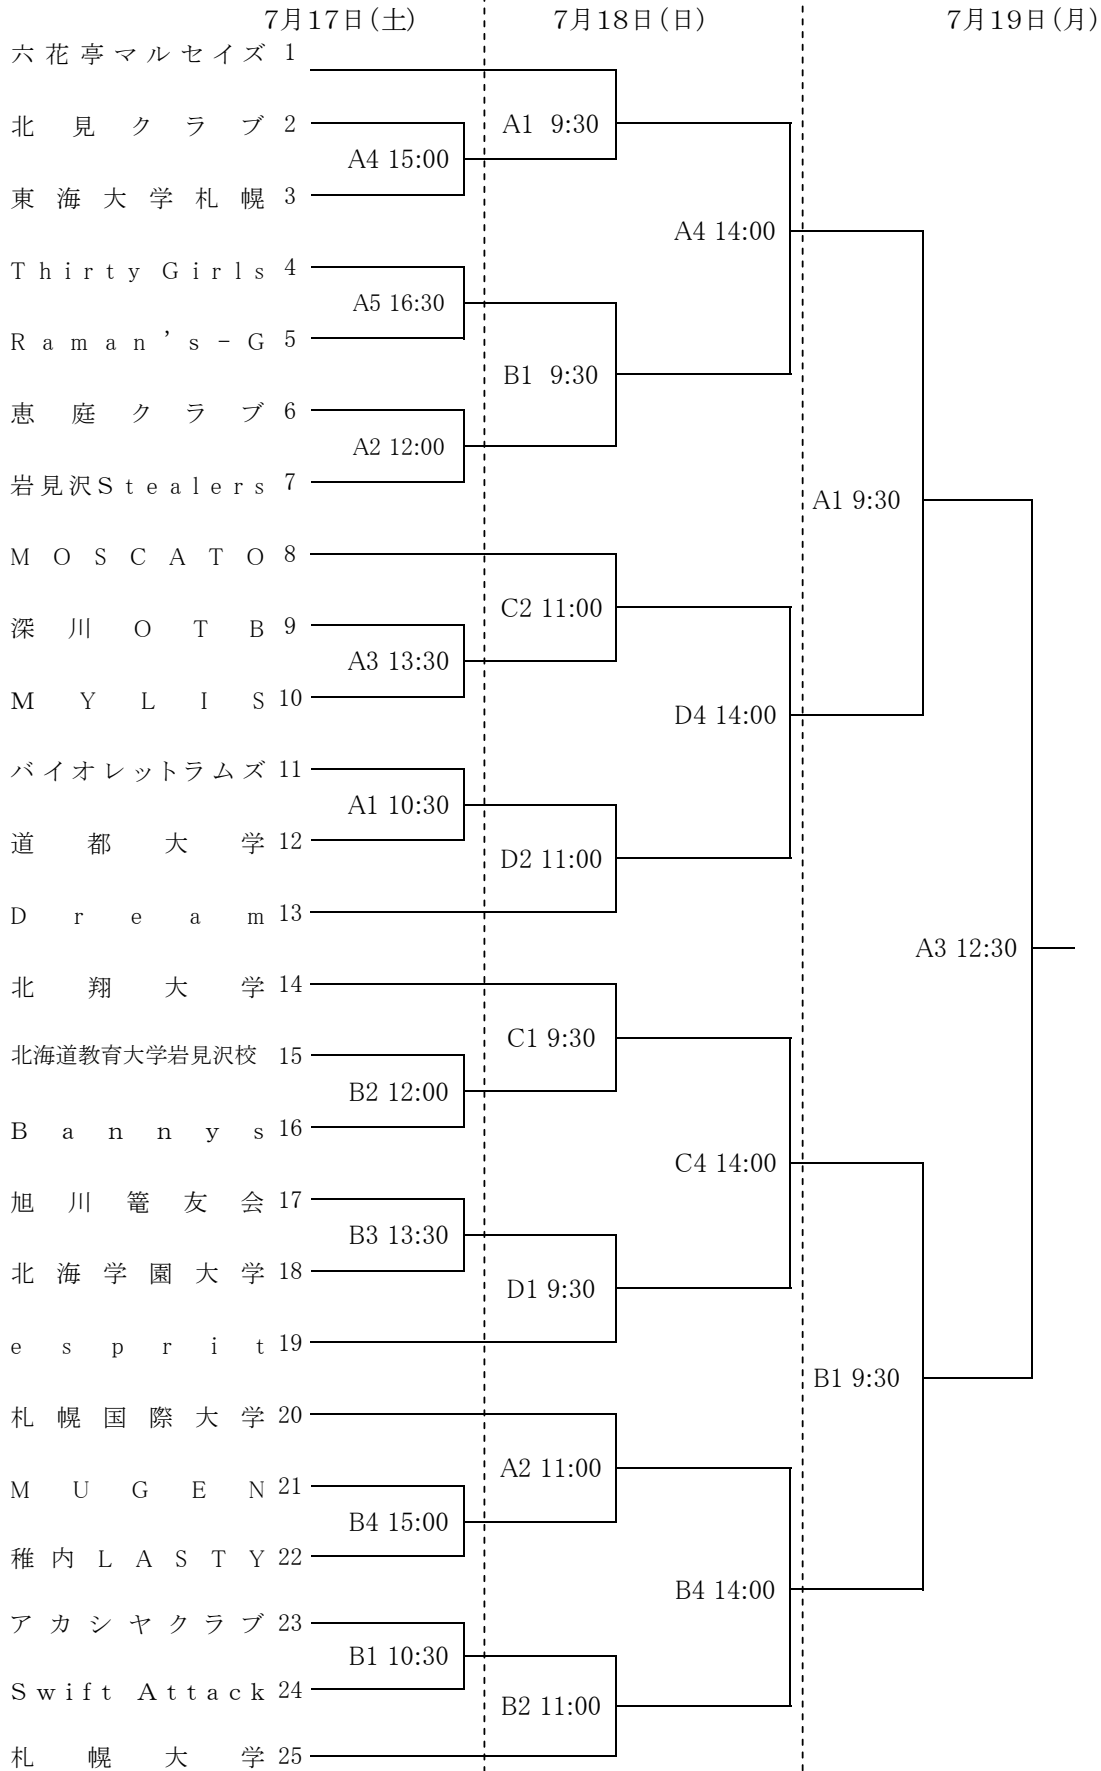 7月17日(土) 7月18日(日) 7月19日(月)
六花亭マルセイズ 1
A1 9:30
北見クラブ 2
A4 15:00
東海大学札幌 3
A4 14:00
Thirty Girls 4
A5 16:30
Raman's-G 5
B1 9:30
恵庭クラブ 6
A2 12:00
岩見沢Stealers 7
A1 9:30
MOSCATO 8
C2 11:00
深川OTB 9
A3 13:30
MYLIS 10
D4 14:00
バイオレットラムズ 11
A1 10:30
道都大学 12
D2 11:00
Dream 13
A3 12:30
北翔大学 14
C1 9:30
北海道教育大学岩見沢校 15
B2 12:00
Bannys 16
C4 14:00
旭川篭友会 17
B3 13:30
北海学園大学 18
D1 9:30
esprit 19
B1 9:30
札幌国際大学 20
A2 11:00
MUGEN 21
B4 15:00
稚内LASTY 22
B4 14:00
アカシヤクラブ 23
B1 10:30
Swift Attack 24
B2 11:00
札幌大学 25